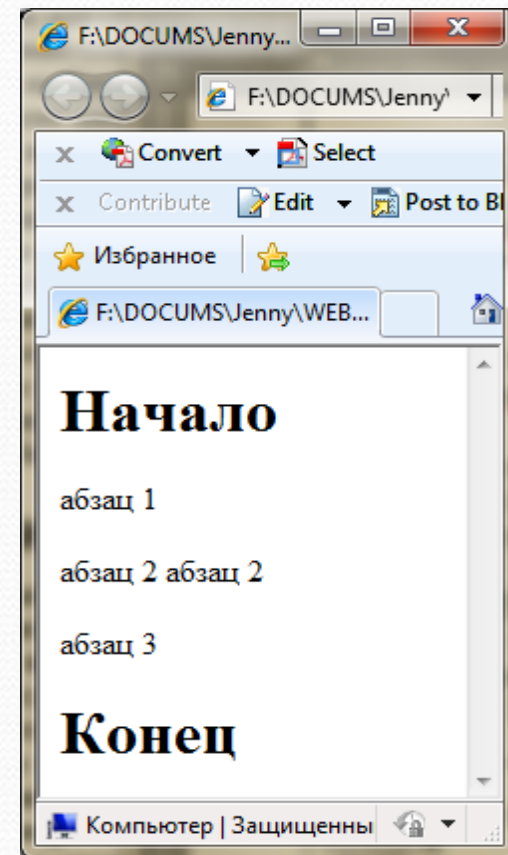 F:\DOCUMS\Jenny...
F:\DOCUMS\Jenny\
x Convert Select
x Contribute Edit Post to Bl
Избранное
F:\DOCUMS\Jenny\WEB...
Начало
абзац 1
абзац 2 абзац 2
абзац 3
Конец
Компьютер | Защищенны